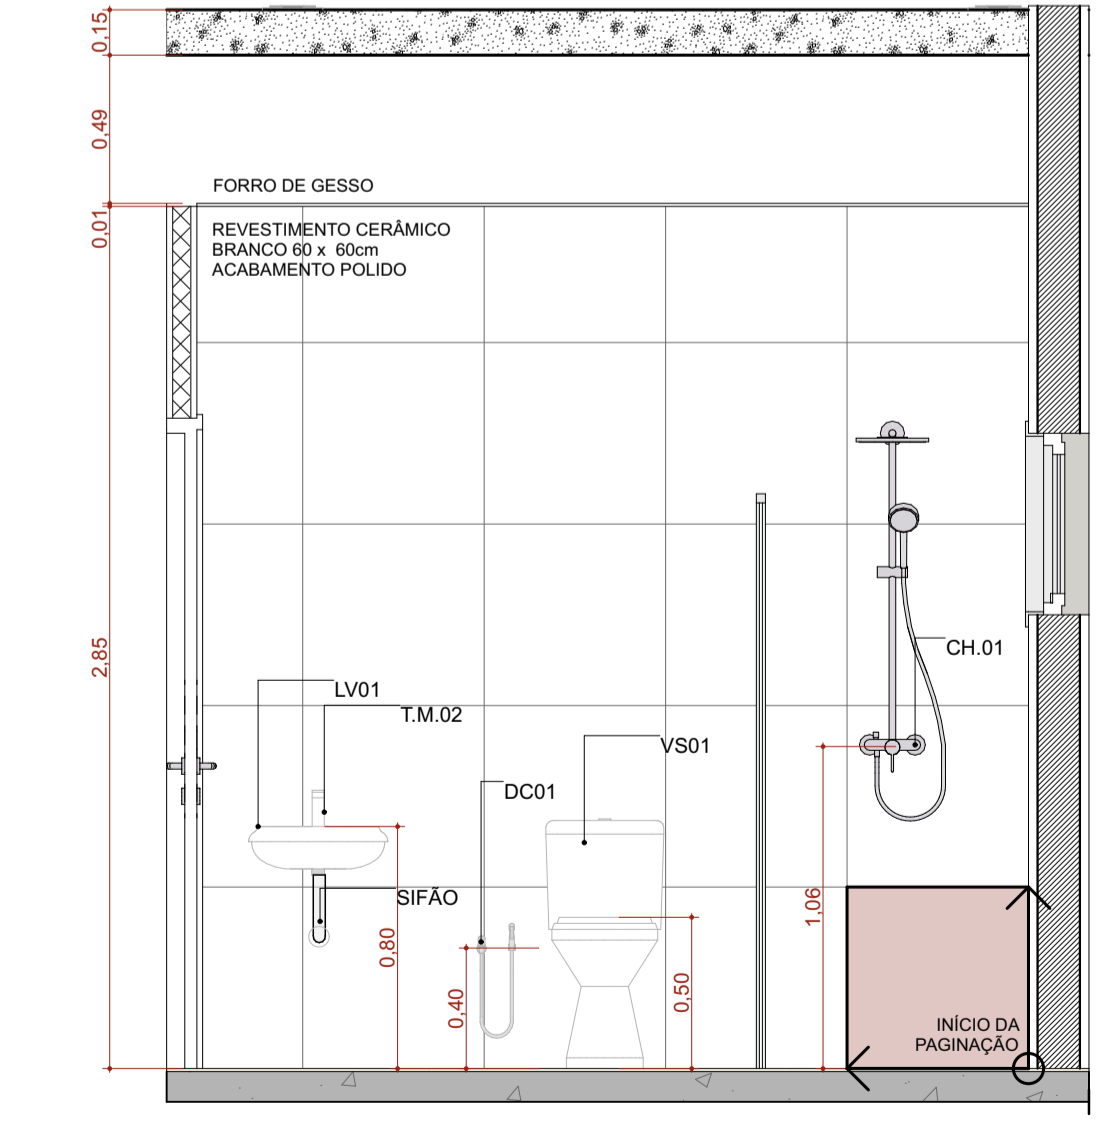 0,15
0,49
FORRO DE GESSO
0,01
REVESTIMENTO CERÂMICO
BRANCO 60 x 60cm
ACABAMENTO POLIDO
2,85
CH.01
LV01
T.M.02
VS01
DC01
SIFÃO
1,06
0,80
0,50
0,40
INÍCIO DA
PAGINAÇÃO